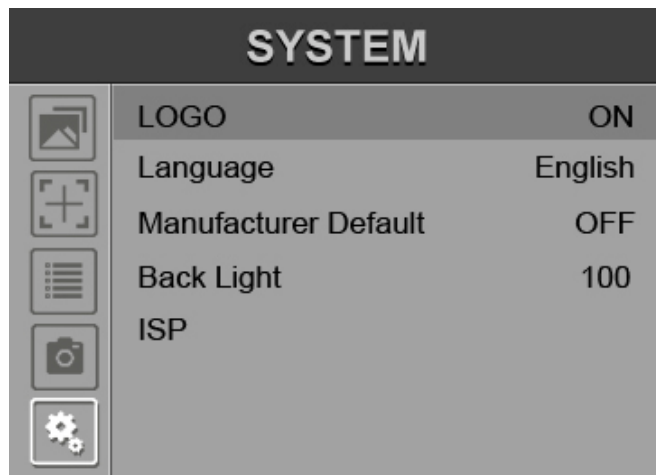 SYSTEM
LOGO ON
Language English
Manufacturer Default OFF
Back Light 100
ISP